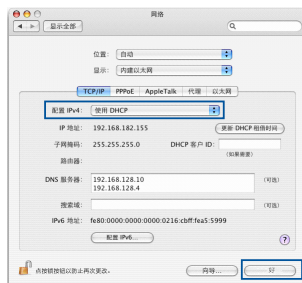 网络
显示全部
位置: 自动
显示: 内建以太网
TCP/IP PPPoE AppleTalk 代理 以太网
配置 IPv4: 使用 DHCP
IP 地址: 192.168.182.155 更新 DHCP 租借时间
子网掩码: 255.255.255.0 DHCP 客户 ID:
(如果需要)
路由器:
DNS 服务器: 192.168.128.10 (可选)
192.168.128.4
搜索域: (可选)
IPv6 地址: fe80:0000:0000:0000:0216:cbff:fea5:5999
配置 IPv6... ?
点按锁按钮以防止再次更改。 向导... 好